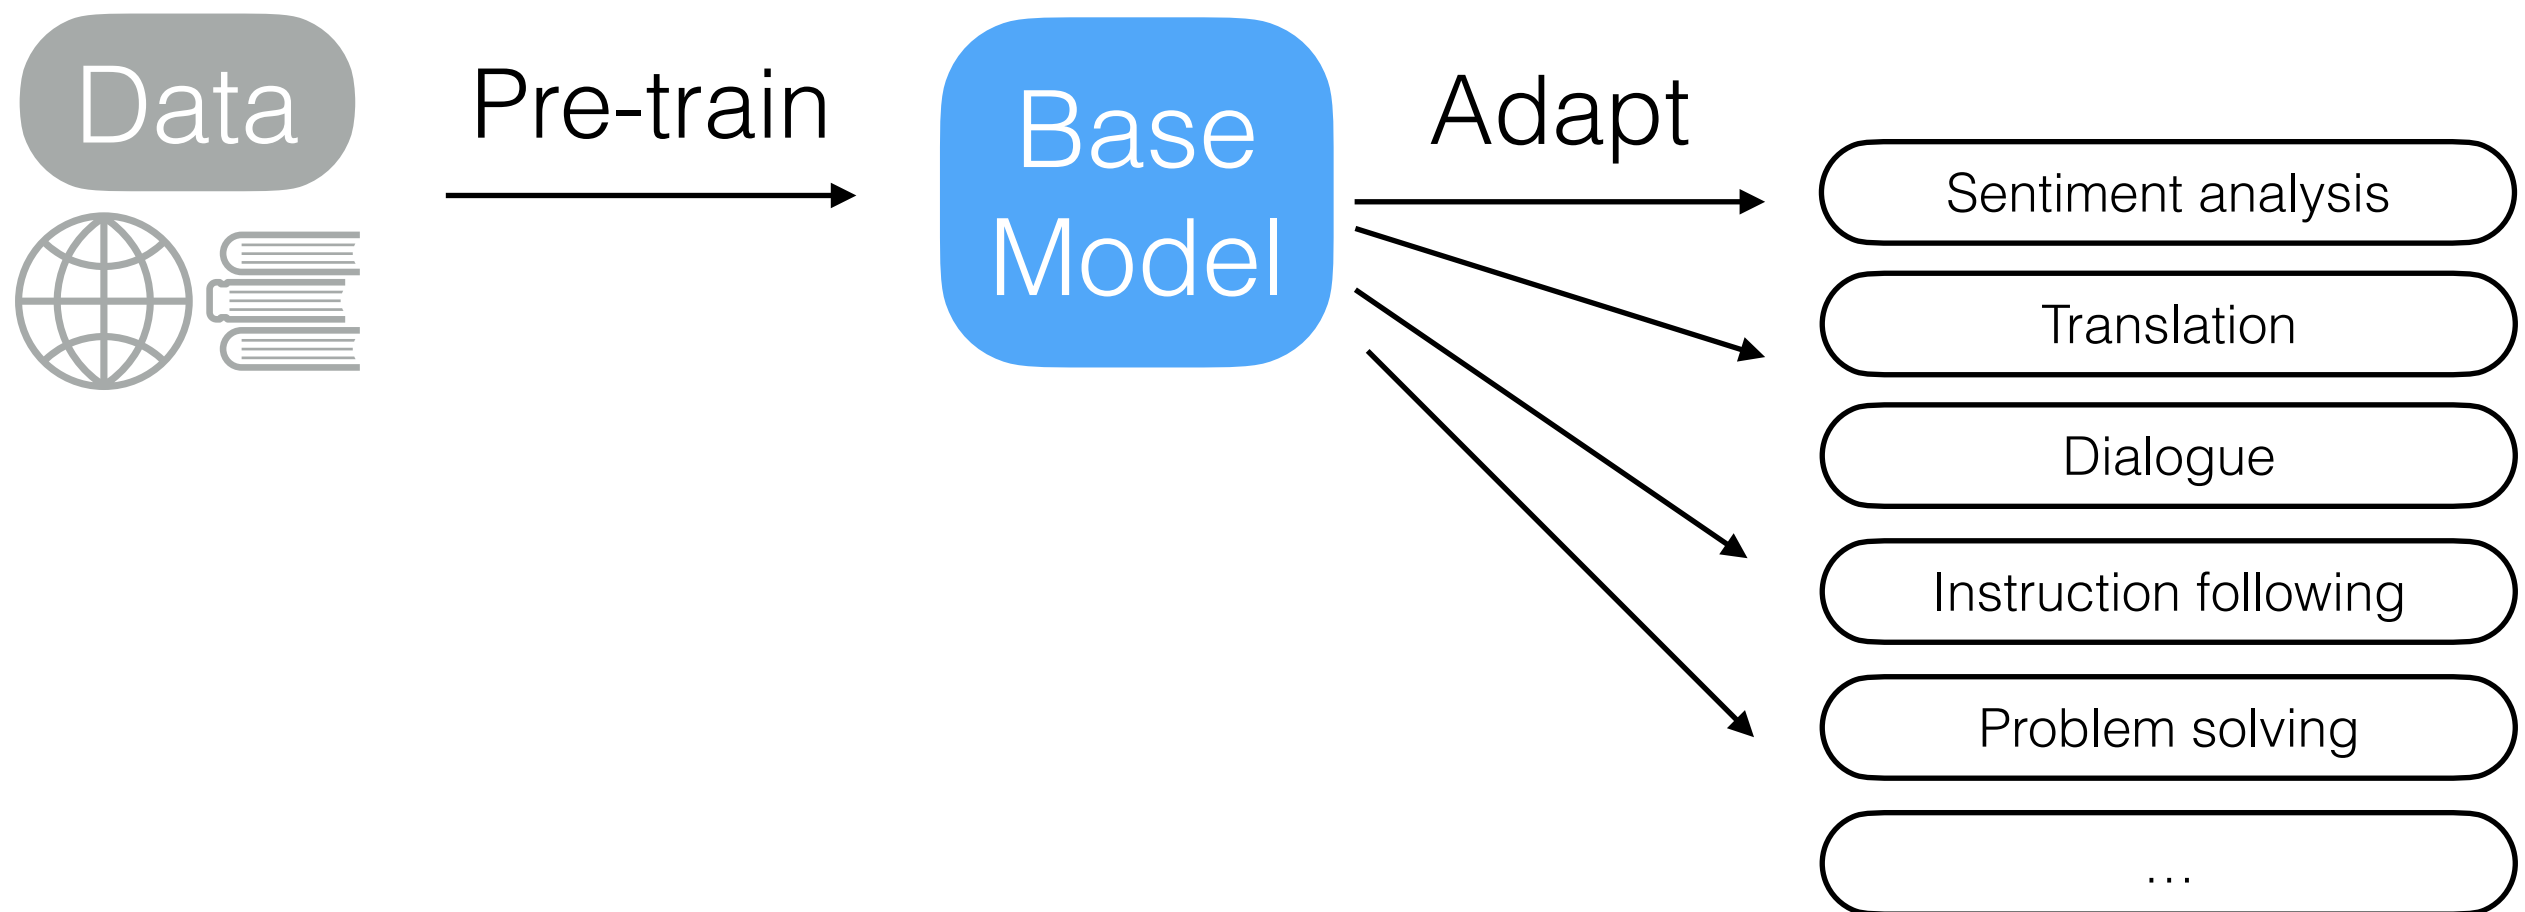 Data
Pre-train
Base
Model
Adapt
Sentiment analysis
Translation
Dialogue
Instruction following
Problem solving
...